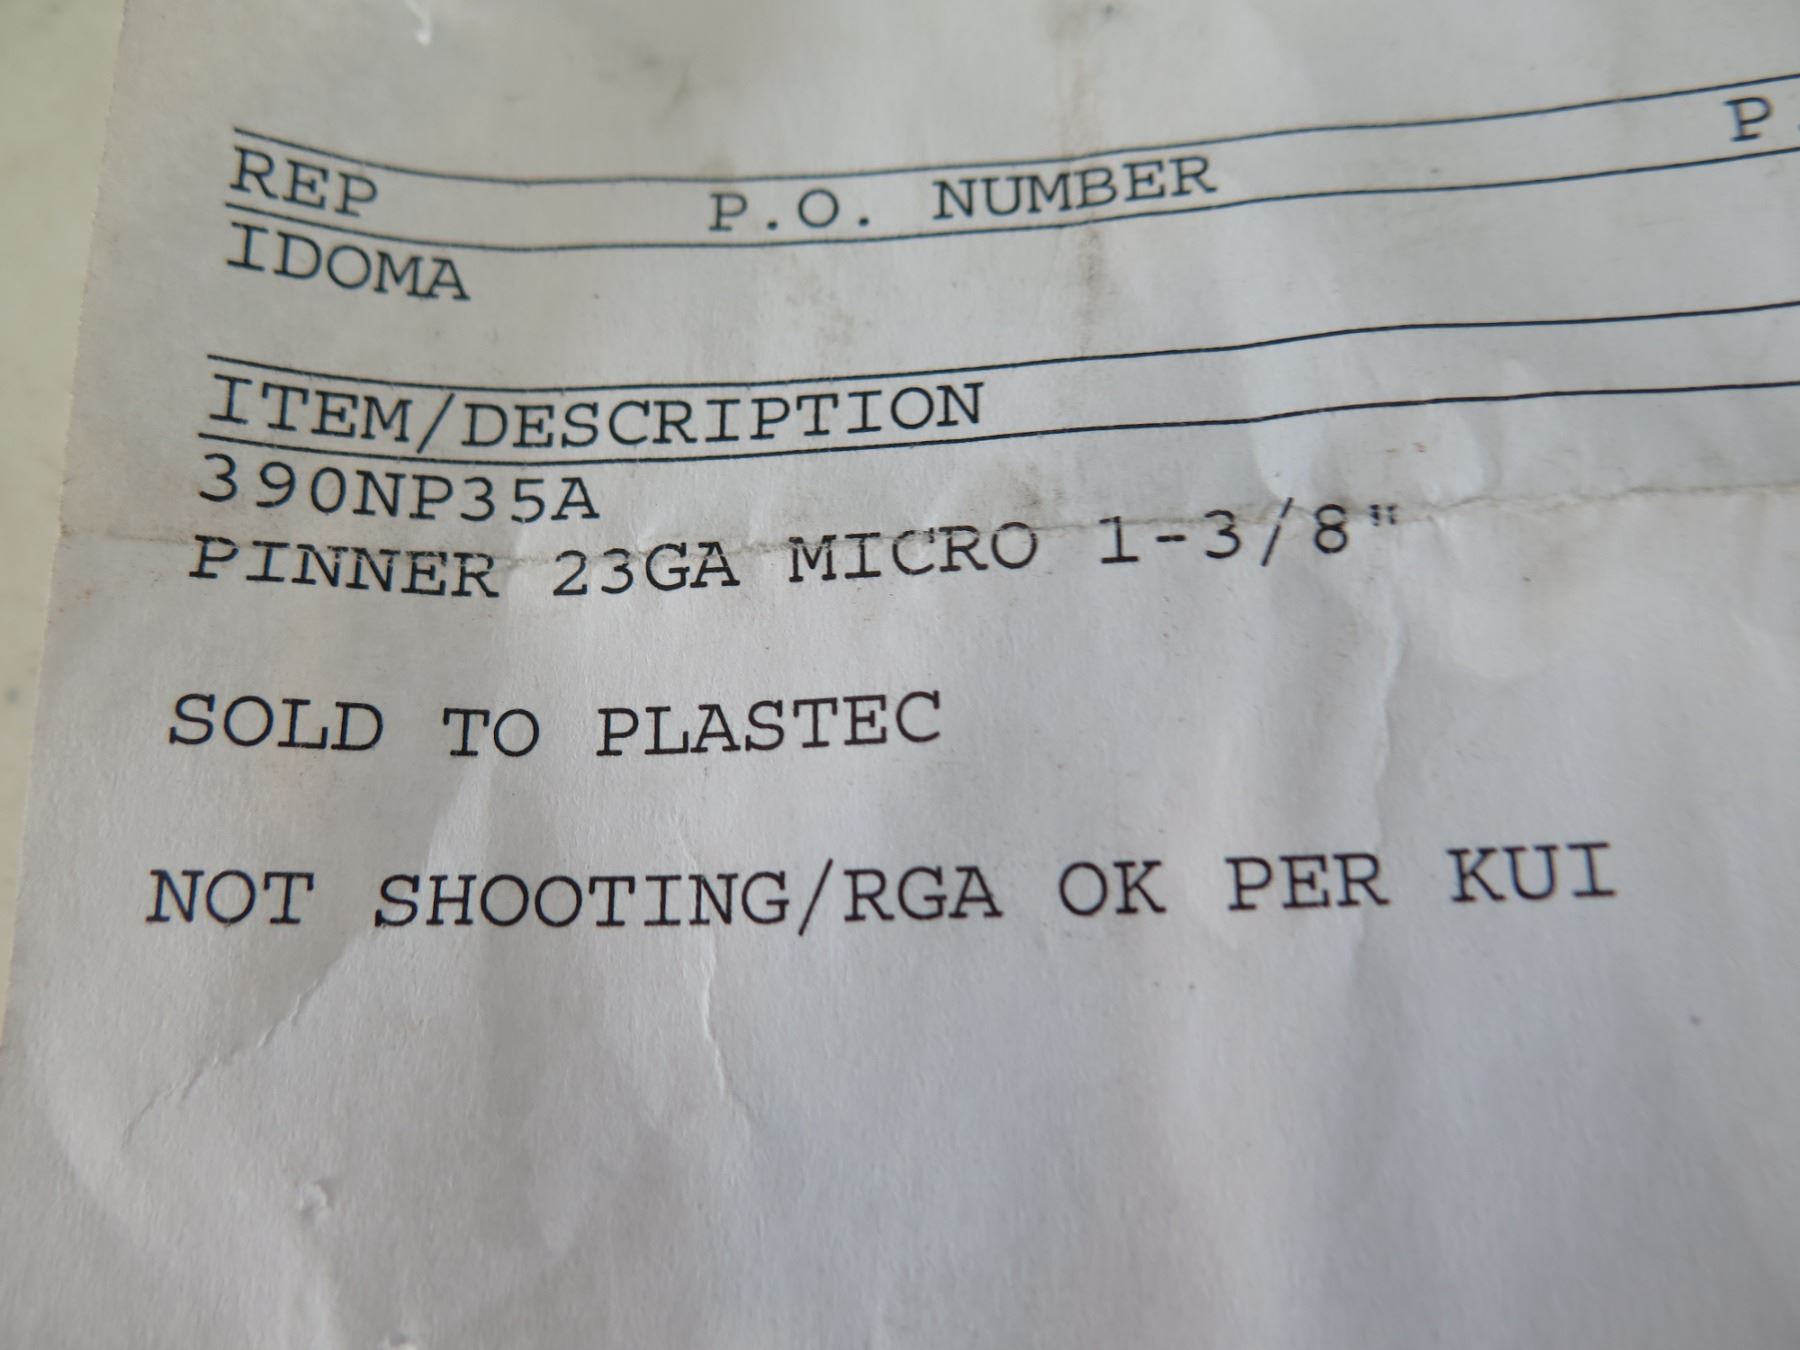 REP P.O. NUMBER P.
IDOMA
ITEM/DESCRIPTION
390NP35A
PINNER 23GA MICRO 1-3/8"
SOLD TO PLASTEC
NOT SHOOTING/RGA OK PER KUI